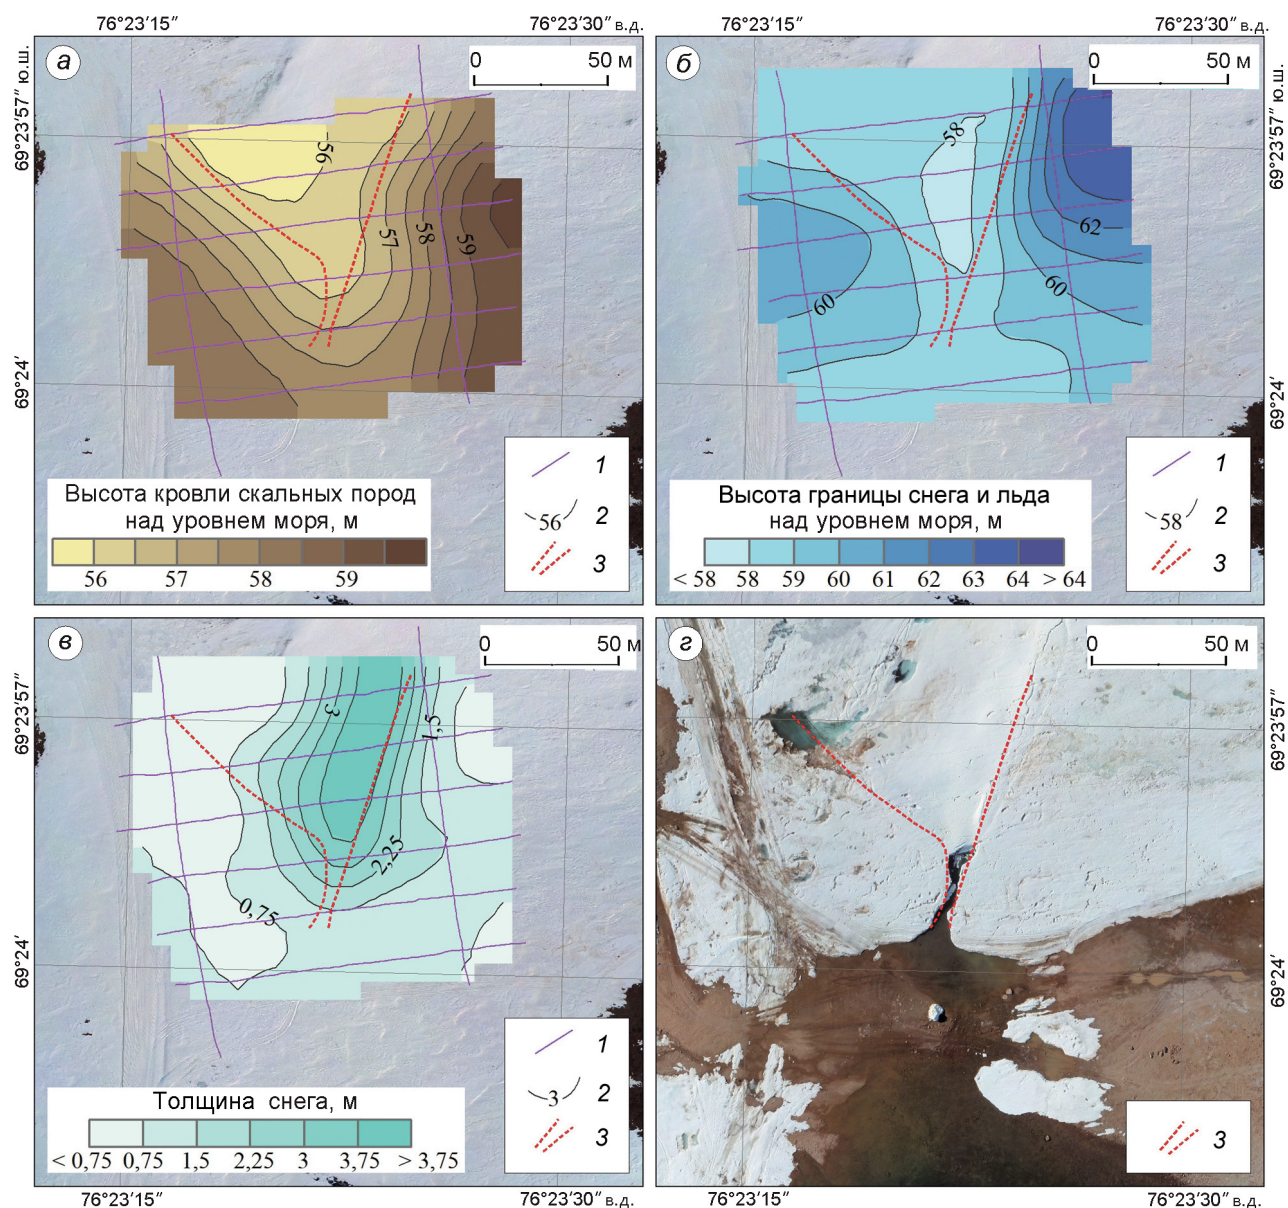 76°23′15″
76°23′30″ в.д.
76°23′15″
76°23′30″ в.д.
а
0 50 м
69°23′57″ ю.ш.
69°24′
56
57
58
59
Высота кровли скальных пород
над уровнем моря, м
56 57 58 59
1
56 2
3
б
0 50 м
69°23′57″ ю.ш.
69°24′
58
62
60
60
Высота границы снега и льда
над уровнем моря, м
< 58 58 59 60 61 62 63 64 > 64
1
58 2
3
в
0 50 м
69°23′57″
69°24′
3
1,5
2,25
0,75
Толщина снега, м
< 0,75 0,75 1,5 2,25 3 3,75 > 3,75
1
3 2
3
г
0 50 м
69°23′57″
69°24′
3
76°23′15″
76°23′30″ в.д.
76°23′15″
76°23′30″ в.д.